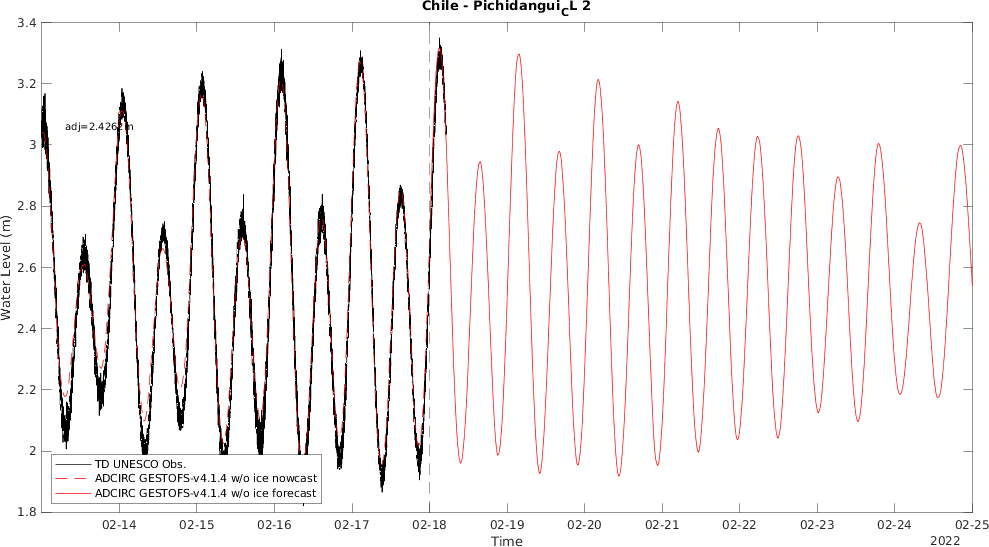 Chile - Pichidangui_CL 2
3.4
3.2
3
2.8
2.6
2.4
2.2
2
1.8
Water Level (m)
adj=2.4262m
TD UNESCO Obs.
ADCIRC GESTOFS-v4.1.4 w/o ice nowcast
ADCIRC GESTOFS-v4.1.4 w/o ice forecast
02-14 02-15 02-16 02-17 02-18 02-19 02-20 02-21 02-22 02-23 02-24 02-25
Time
2022